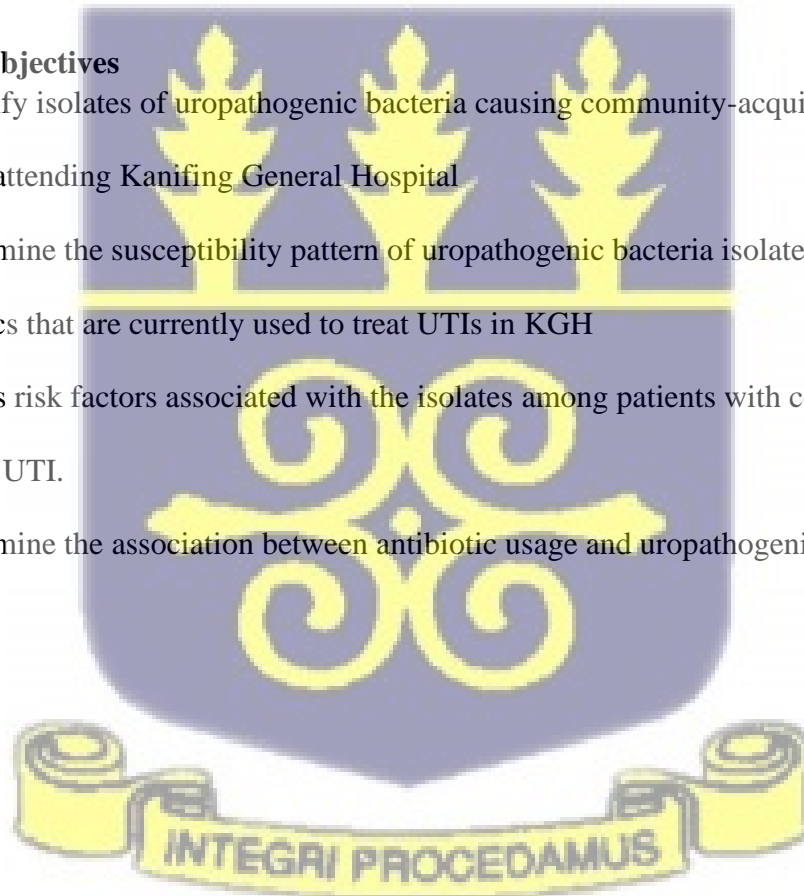 bjectives
fy isolates of uropathogenic bacteria causing community-acqui
attending Kanifing General Hospital
mine the susceptibility pattern of uropathogenic bacteria isolate
cs that are currently used to treat UTIs in KGH
s risk factors associated with the isolates among patients with c
UTI.
mine the association between antibiotic usage and uropathogeni
INTEGRI PROCEDAMUS